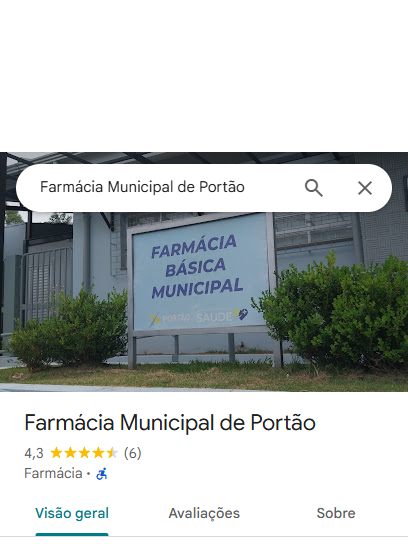 Farmácia Municipal de Portão
FARMÁCIA
BÁSICA
MUNICIPAL
PORTÃO SAÚDE
Farmácia Municipal de Portão
4,3 (6)
Farmácia ·
Visão geral Avaliações Sobre